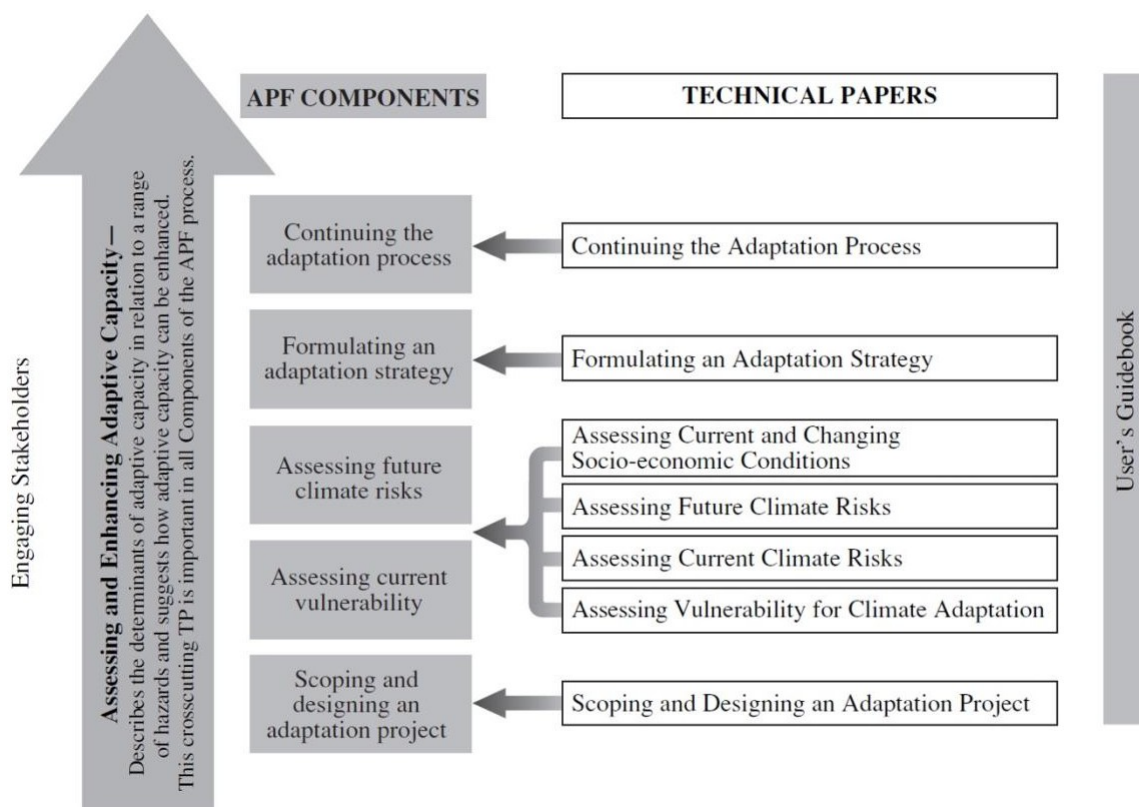 Engaging Stakeholders
Assessing and Enhancing Adaptive Capacity—
Describes the determinants of adaptive capacity in relation to a range
of hazards and suggests how adaptive capacity can be enhanced.
This crosscutting TP is important in all Components of the APF process.
APF COMPONENTS
Continuing the
adaptation process
Formulating an
adaptation strategy
Assessing future
climate risks
Assessing current
vulnerability
Scoping and
designing an
adaptation project
TECHNICAL PAPERS
Continuing the Adaptation Process
Formulating an Adaptation Strategy
Assessing Current and Changing
Socio-economic Conditions
Assessing Future Climate Risks
Assessing Current Climate Risks
Assessing Vulnerability for Climate Adaptation
Scoping and Designing an Adaptation Project
User's Guidebook